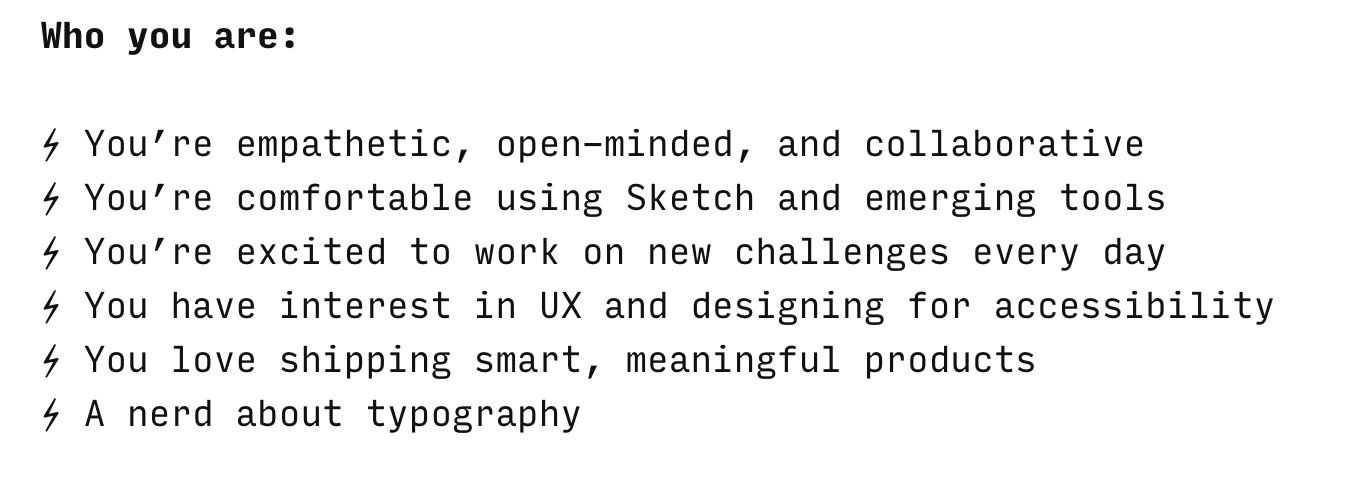 Who you are:
⚡ You’re empathetic, open–minded, and collaborative
⚡ You’re comfortable using Sketch and emerging tools
⚡ You’re excited to work on new challenges every day
⚡ You have interest in UX and designing for accessibility
⚡ You love shipping smart, meaningful products
⚡ A nerd about typography